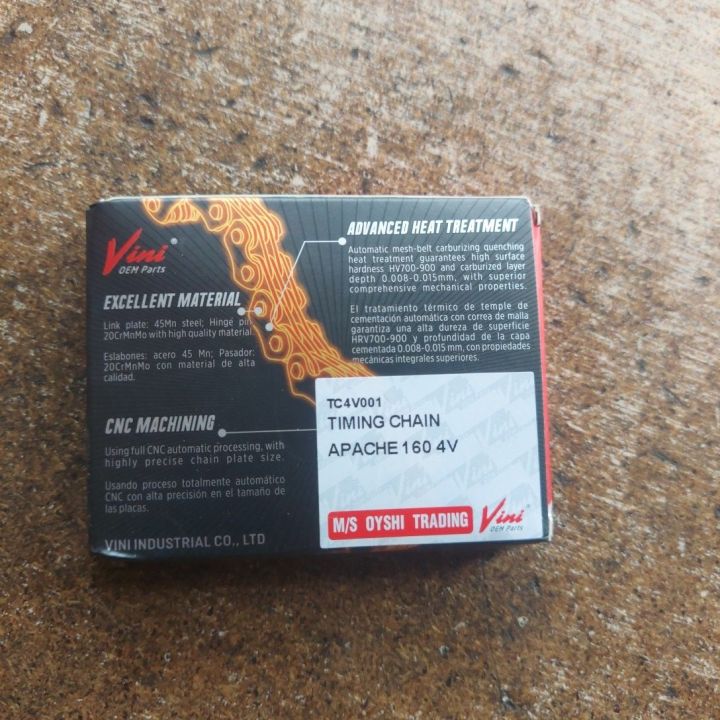 Vini®
OEM Parts
EXCELLENT MATERIAL
Link plate: 45Mn steel; Hinge pin
20CrMnMo with high quality material
Eslabones: acero 45 Mn; Pasador:
20CrMnMo con material de alta
calidad.
CNC MACHINING
Using full CNC automatic processing, with
highly precise chain plate size.
Usando proceso totalmente automático
CNC con alta precisión en el tamaño de
las placas.
VINI INDUSTRIAL CO., LTD
ADVANCED HEAT TREATMENT
Automatic mesh-belt carburizing quenching
heat treatment guarantees high surface
hardness HV700-900 and carburized layer
depth 0.008-0.015mm, with superior
comprehensive mechanical properties.
El tratamiento térmico de temple de
cementación automática con correa de malla
garantiza una alta dureza de superficie
HRV700-900 y profundidad de la capa
cementada 0.008-0.015 mm, con propiedades
mecánicas integrales superiores.
TC4V001
TIMING CHAIN
APACHE 160 4V
M/S OYSHI TRADING
Vini
OEM Parts